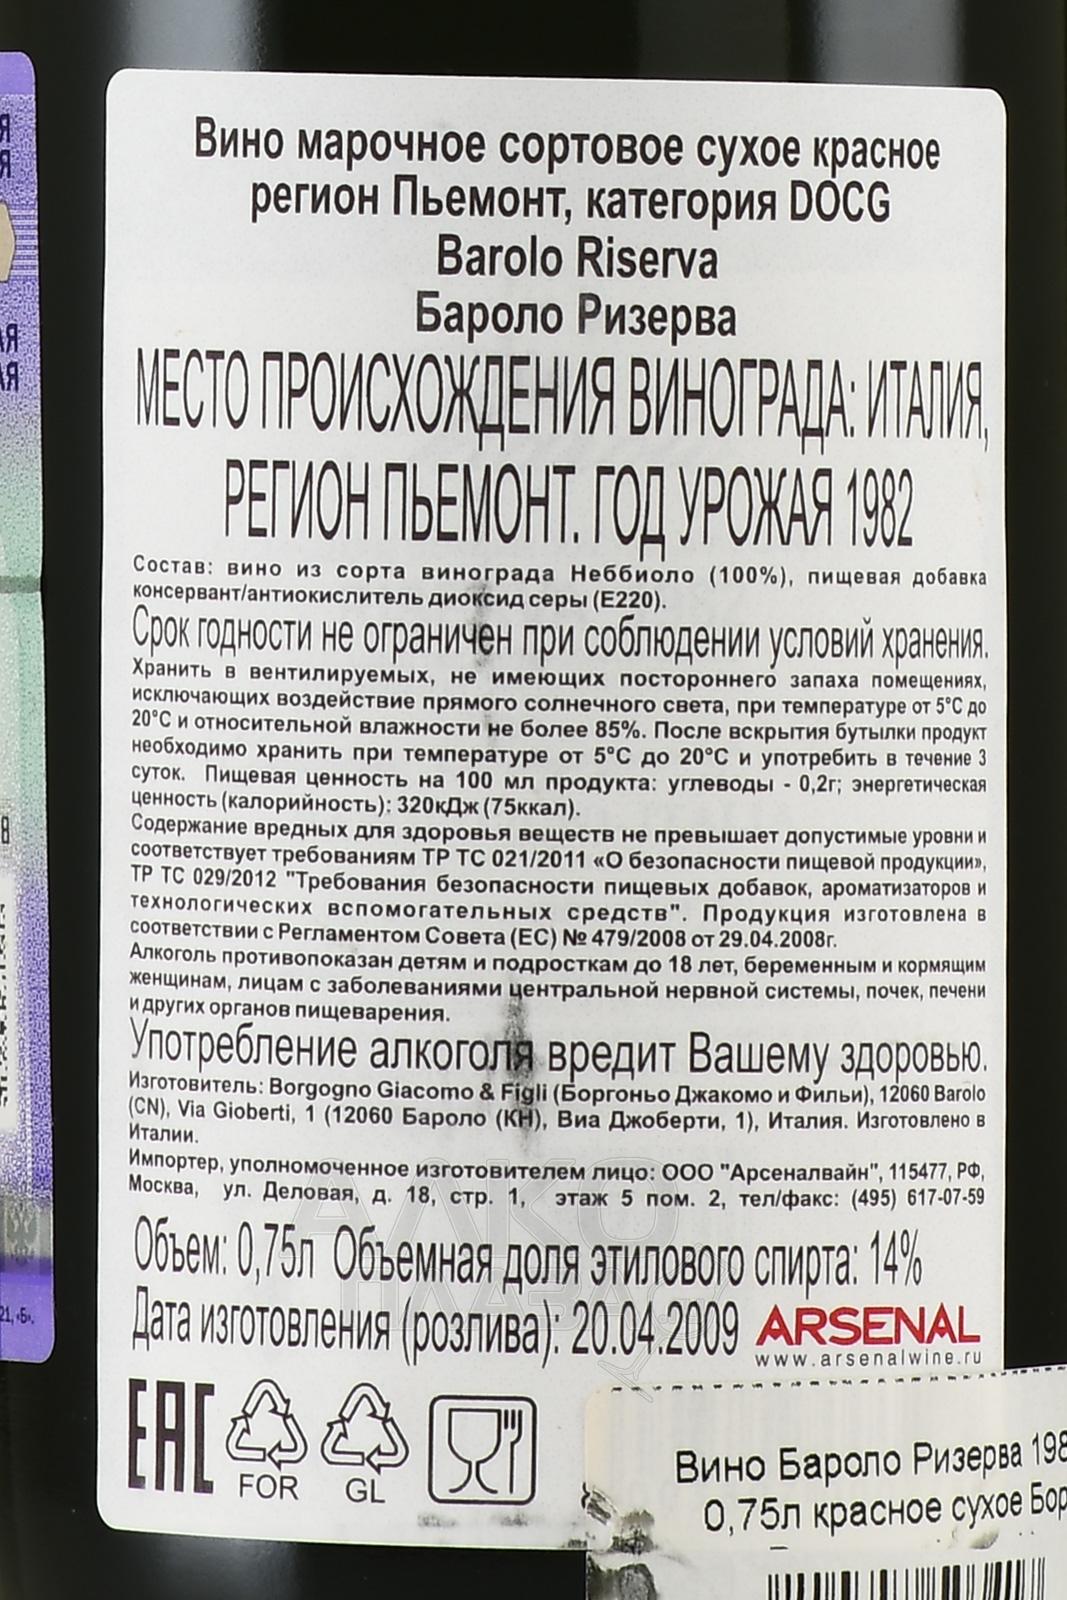 Вино марочное сортовое сухое красное
регион Пьемонт, категория DOCG
Barolo Riserva
Бароло Ризерва
МЕСТО ПРОИСХОЖДЕНИЯ ВИНОГРАДА: ИТАЛИЯ,
РЕГИОН ПЬЕМОНТ. ГОД УРОЖАЯ 1982
Состав: вино из сорта винограда Неббиоло (100%), пищевая добавка
консервант/антиокислитель диоксид серы (Е220).
Срок годности не ограничен при соблюдении условий хранения.
Хранить в вентилируемых, не имеющих постороннего запаха помещениях,
исключающих воздействие прямого солнечного света, при температуре от 5°С до
20°С и относительной влажности не более 85%. После вскрытия бутылки продукт
необходимо хранить при температуре от 5°С до 20°С и употребить в течение 3
суток. Пищевая ценность на 100 мл продукта: углеводы - 0,2г; энергетическая
ценность (калорийность): 320кДж (75ккал).
Содержание вредных для здоровья веществ не превышает допустимые уровни и
соответствует требованиям ТР ТС 021/2011 «О безопасности пищевой продукции»,
ТР ТС 029/2012 "Требования безопасности пищевых добавок, ароматизаторов и
технологических вспомогательных средств". Продукция изготовлена в
соответствии с Регламентом Совета (ЕС) № 479/2008 от 29.04.2008г.
Алкоголь противопоказан детям и подросткам до 18 лет, беременным и кормящим
женщинам, лицам с заболеваниями центральной нервной системы, почек, печени
и других органов пищеварения.
Употребление алкоголя вредит Вашему здоровью.
Изготовитель: Borgogno Giacomo & Figli (Боргоньо Джакомо и Фильи), 12060 Barolo
(CN), Via Gioberti, 1 (12060 Бароло (КН), Виа Джоберти, 1), Италия. Изготовлено в
Италии.
Импортер, уполномоченное изготовителем лицо: ООО "Арсеналвайн", 115477, РФ,
Москва, ул. Деловая, д. 18, стр. 1, этаж 5 пом. 2, тел/факс: (495) 617-07-59
Объем: 0,75л Объемная доля этилового спирта: 14%
Дата изготовления (розлива): 20.04.2009
ARSENAL
www.arsenalwine.ru
EAC
FOR
GL
Вино Бароло Ризерва 198
0,75л красное сухое Бор
АЛКО
ПЛАЗА